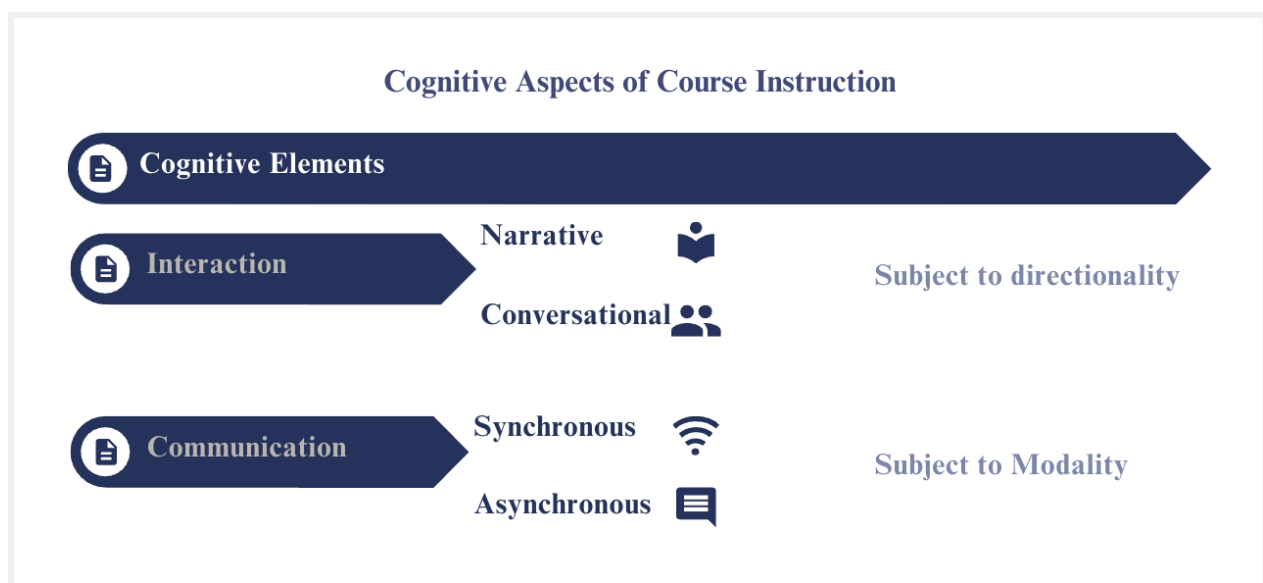 Cognitive Aspects of Course Instruction
Cognitive Elements
Interaction
Narrative
Conversational
Subject to directionality
Communication
Synchronous
Asynchronous
Subject to Modality